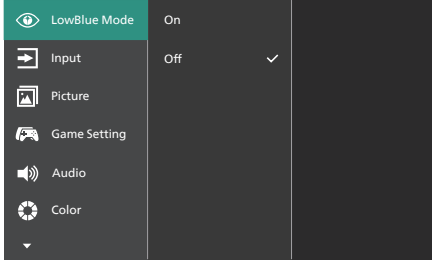 LowBlue Mode
On
Input
Off
Picture
Game Setting
Audio
Color